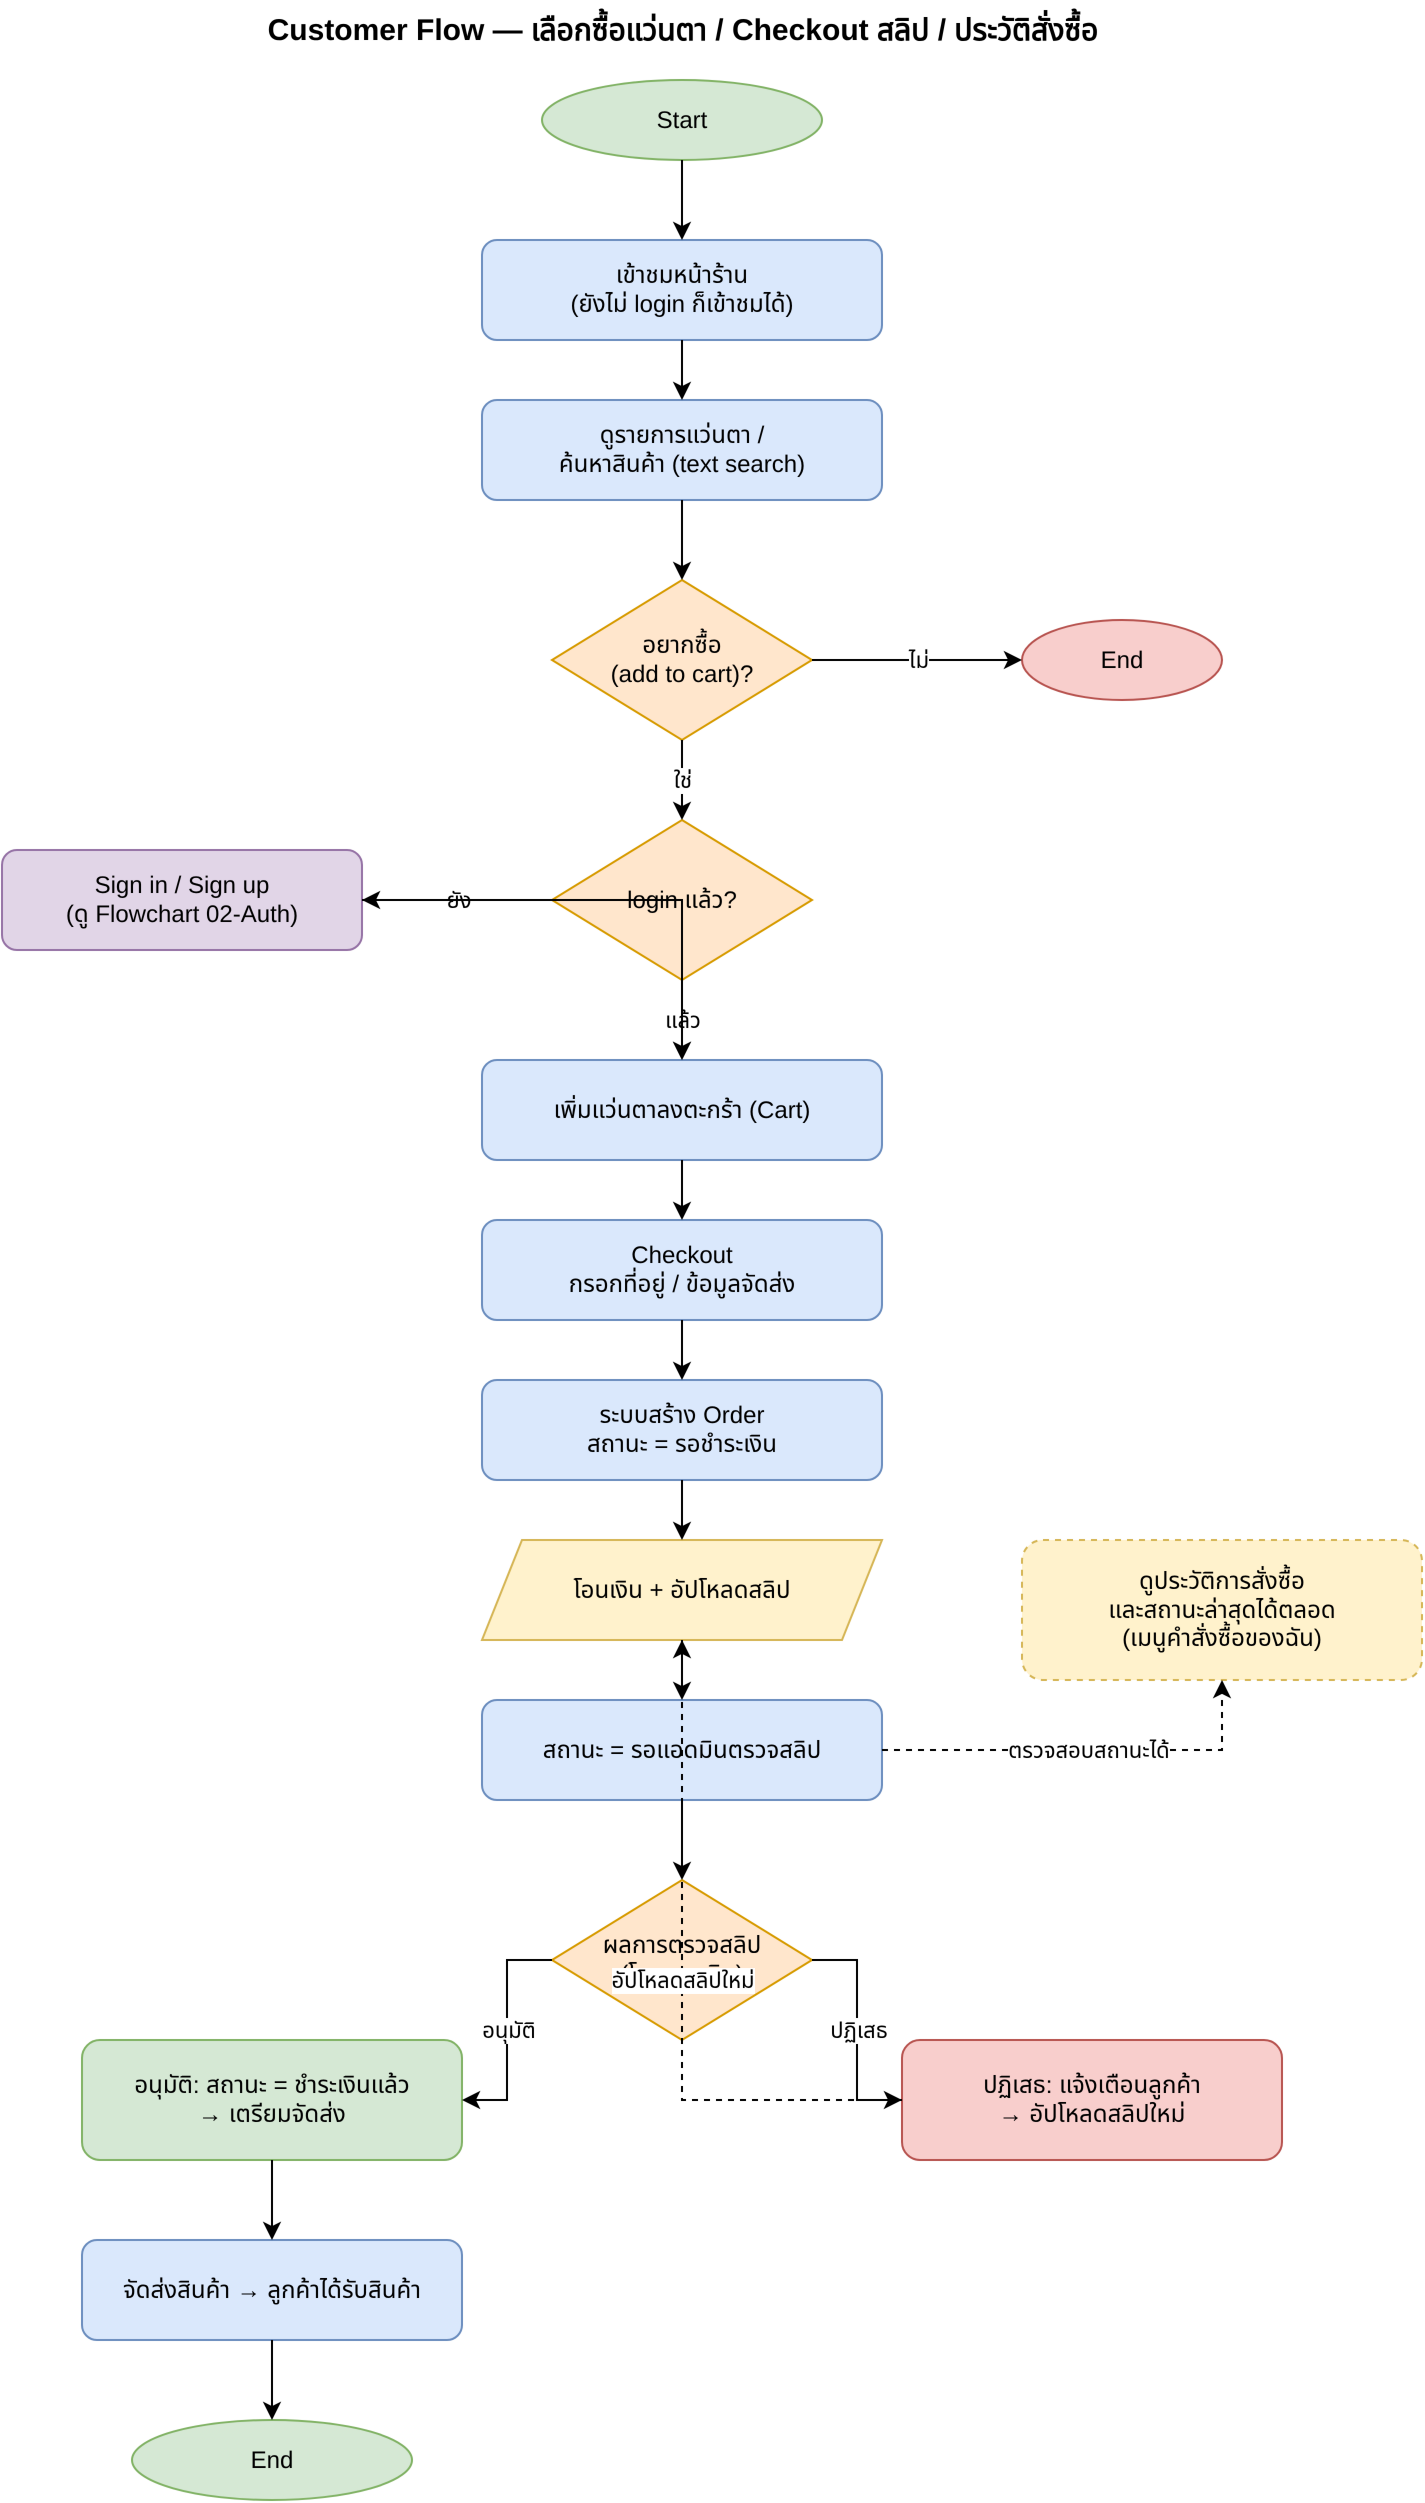 Customer Flow — เลือกซื้อแว่นตา / Checkout สลิป / ประวัติสั่งซื้อ
Start
เข้าชมหน้าร้าน
(ยังไม่ login ก็เข้าชมได้)
ดูรายการแว่นตา /
ค้นหาสินค้า (text search)
อยากซื้อ
(add to cart)?
ไม่
End
ใช่
Sign in / Sign up
(ดู Flowchart 02-Auth)
ยัง
login แล้ว?
แล้ว
เพิ่มแว่นตาลงตะกร้า (Cart)
Checkout
กรอกที่อยู่ / ข้อมูลจัดส่ง
ระบบสร้าง Order
สถานะ = รอชำระเงิน
โอนเงิน + อัปโหลดสลิป
ดูประวัติการสั่งซื้อ
และสถานะล่าสุดได้ตลอด
(เมนูคำสั่งซื้อของฉัน)
สถานะ = รอแอดมินตรวจสลิป
ตรวจสอบสถานะได้
ผลการตรวจสลิป
อัปโหลดสลิปใหม่
อนุมัติ
ปฏิเสธ
อนุมัติ: สถานะ = ชำระเงินแล้ว
→ เตรียมจัดส่ง
ปฏิเสธ: แจ้งเตือนลูกค้า
→ อัปโหลดสลิปใหม่
จัดส่งสินค้า → ลูกค้าได้รับสินค้า
End